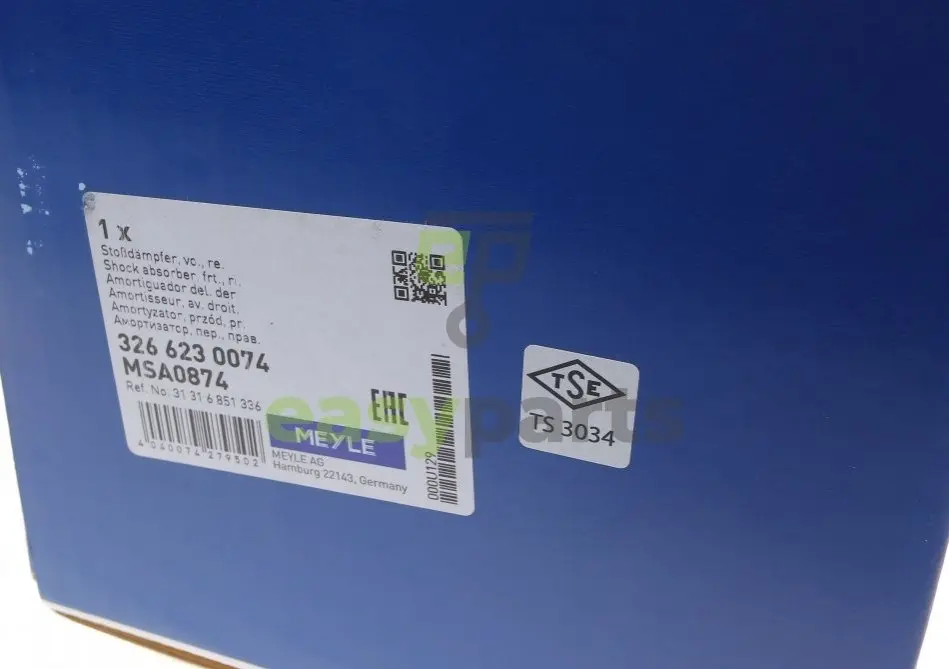 1 x
Stoßdämpfer, vo., re.
Shock absorber, frt., ri.
Amortiguador del. der
Amortisseur, av. droit.
Amortyzator, przód, pr.
Амортизатор, пер., прав.
326 623 0074
MSA0874
Ref. No. 31 31 6 851 336
EAC
4 040074 279502
MEYLE
MEYLE AG
Hamburg 22143, Germany
000U129
TSE
TS 3034
easyparts